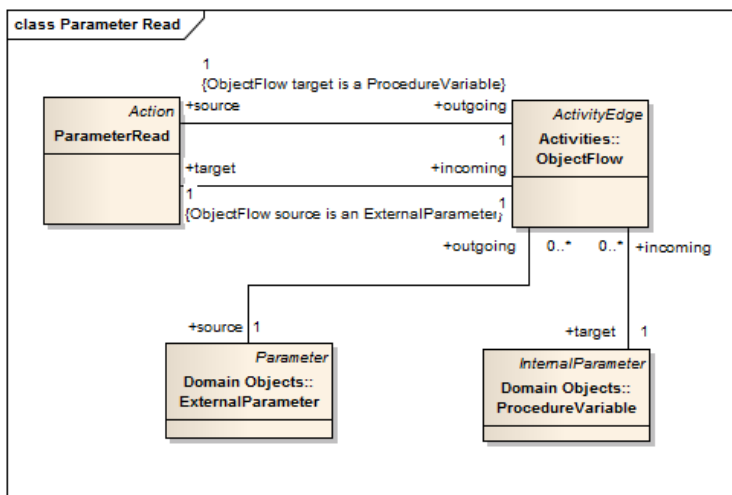 class Parameter Read
1
{ObjectFlow target is a ProcedureVariable}
+source
+outgoing
Action
ParameterRead
ActivityEdge
Activities::
ObjectFlow
1
+target
+incoming
1
1
{ObjectFlow source is an ExternalParameter}
+outgoing
0..*
0..*
+incoming
+source
1
+target
1
Parameter
Domain Objects::
ExternalParameter
InternalParameter
Domain Objects::
ProcedureVariable